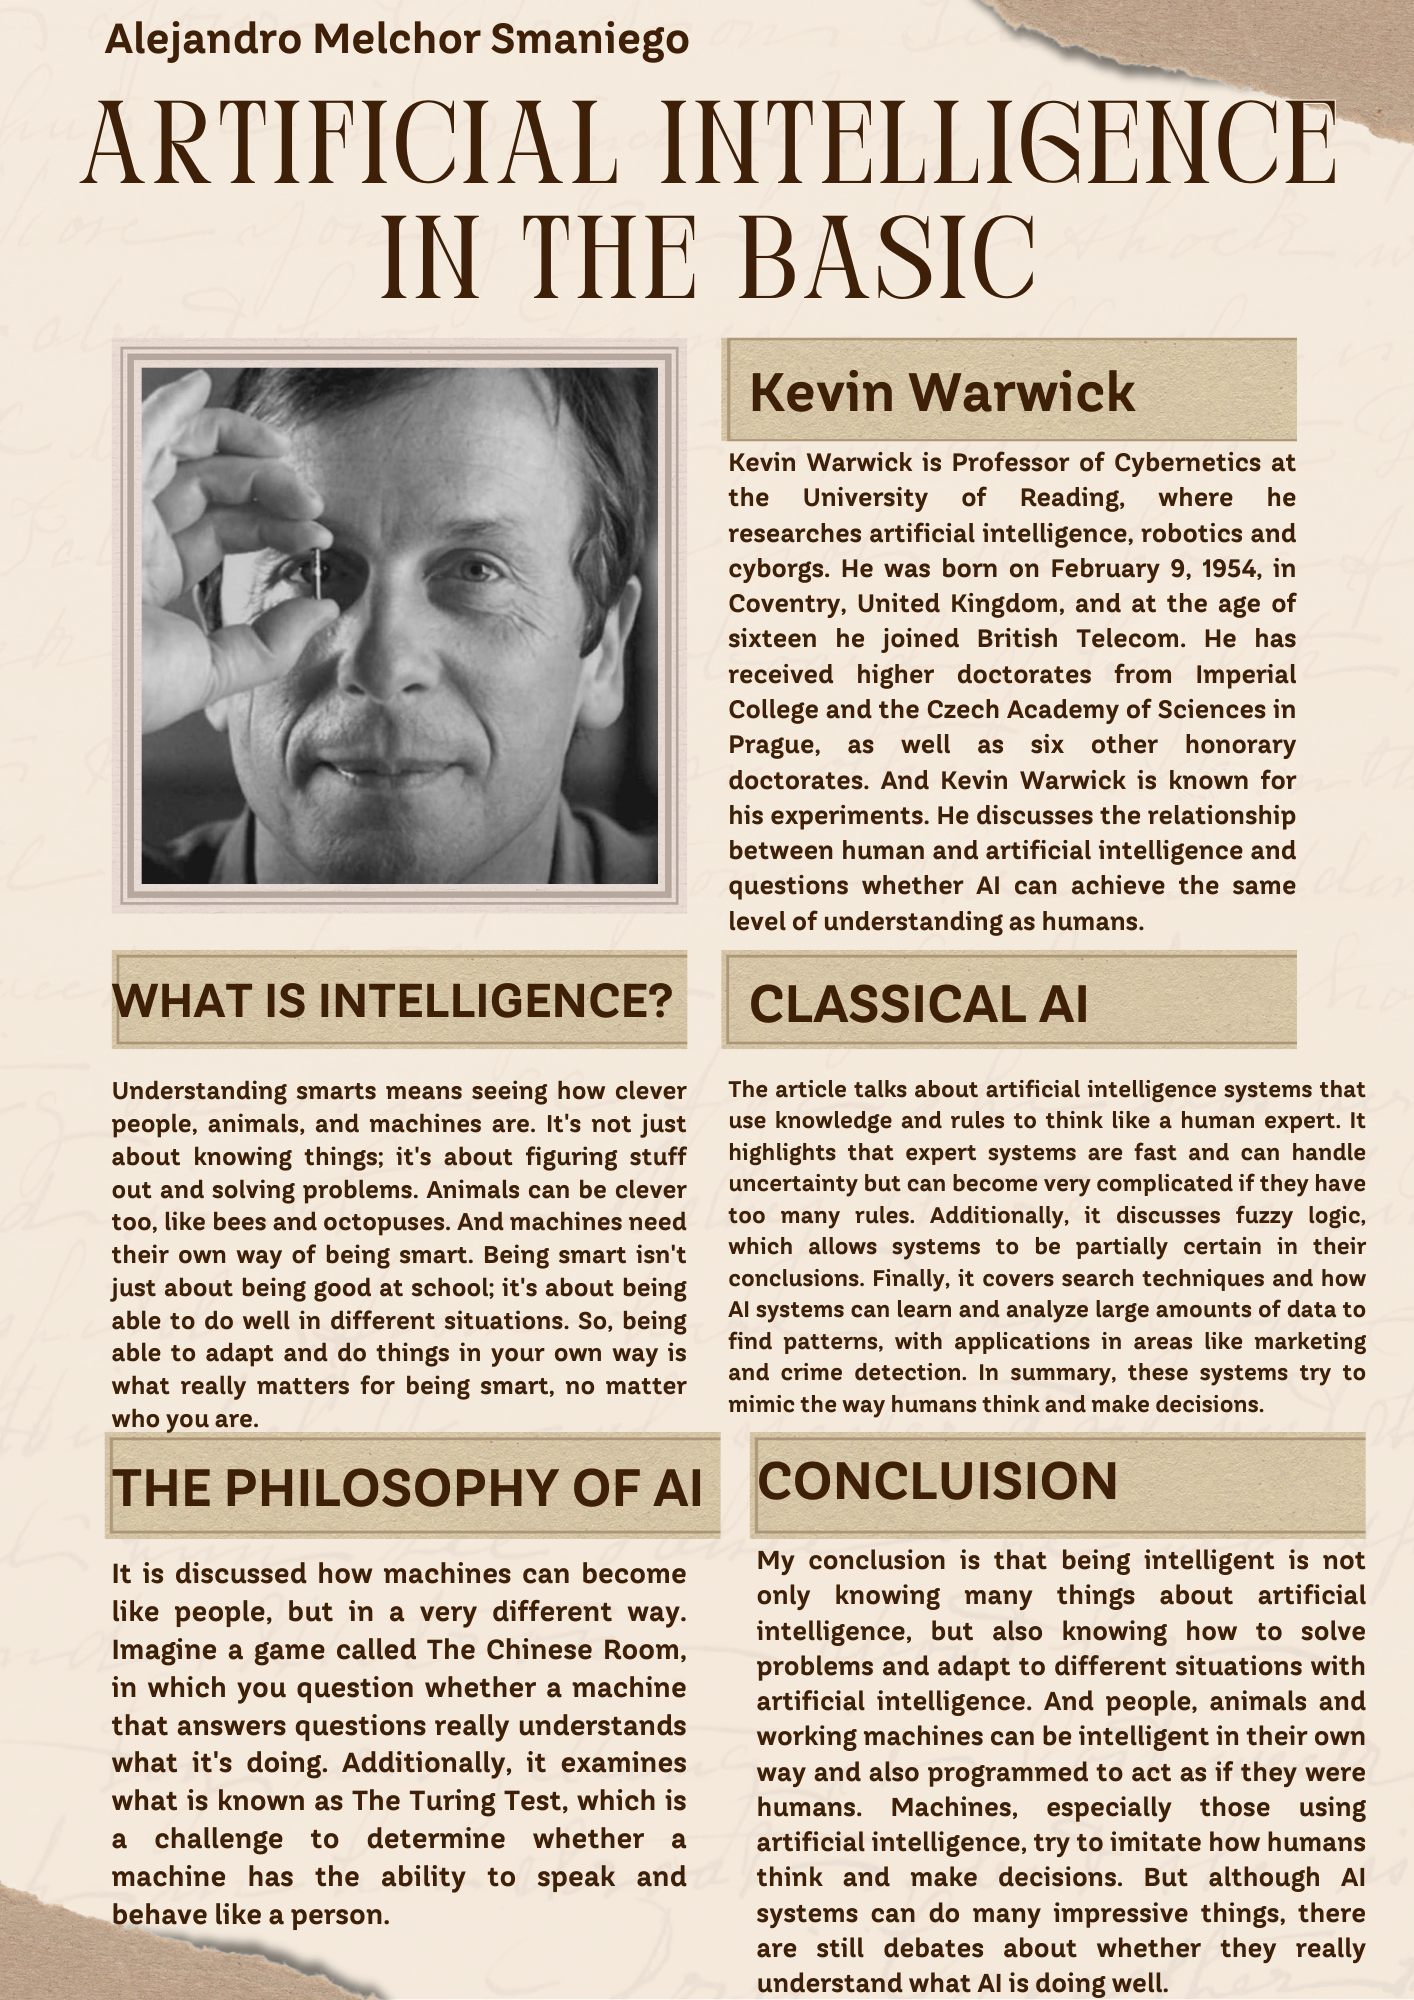 Alejandro Melchor Smaniego
ARTIFICIAL INTELLIGENCE
IN THE BASIC
Kevin Warwick
Kevin Warwick is Professor of Cybernetics at
the University of Reading, where he
researches artificial intelligence, robotics and
cyborgs. He was born on February 9, 1954, in
Coventry, United Kingdom, and at the age of
sixteen he joined British Telecom. He has
received higher doctorates from Imperial
College and the Czech Academy of Sciences in
Prague, as well as six other honorary
doctorates. And Kevin Warwick is known for
his experiments. He discusses the relationship
between human and artificial intelligence and
questions whether AI can achieve the same
level of understanding as humans.
WHAT IS INTELLIGENCE?
Understanding smarts means seeing how clever
people, animals, and machines are. It's not just
about knowing things; it's about figuring stuff
out and solving problems. Animals can be clever
too, like bees and octopuses. And machines need
their own way of being smart. Being smart isn't
just about being good at school; it's about being
able to do well in different situations. So, being
able to adapt and do things in your own way is
what really matters for being smart, no matter
who you are.
CLASSICAL AI
The article talks about artificial intelligence systems that
use knowledge and rules to think like a human expert. It
highlights that expert systems are fast and can handle
uncertainty but can become very complicated if they have
too many rules. Additionally, it discusses fuzzy logic,
which allows systems to be partially certain in their
conclusions. Finally, it covers search techniques and how
AI systems can learn and analyze large amounts of data to
find patterns, with applications in areas like marketing
and crime detection. In summary, these systems try to
mimic the way humans think and make decisions.
THE PHILOSOPHY OF AI
It is discussed how machines can become
like people, but in a very different way.
Imagine a game called The Chinese Room,
in which you question whether a machine
that answers questions really understands
what it's doing. Additionally, it examines
what is known as The Turing Test, which is
a challenge to determine whether a
machine has the ability to speak and
behave like a person.
CONCLUISION
My conclusion is that being intelligent is not
only knowing many things about artificial
intelligence, but also knowing how to solve
problems and adapt to different situations with
artificial intelligence. And people, animals and
working machines can be intelligent in their own
way and also programmed to act as if they were
humans. Machines, especially those using
artificial intelligence, try to imitate how humans
think and make decisions. But although AI
systems can do many impressive things, there
are still debates about whether they really
understand what AI is doing well.